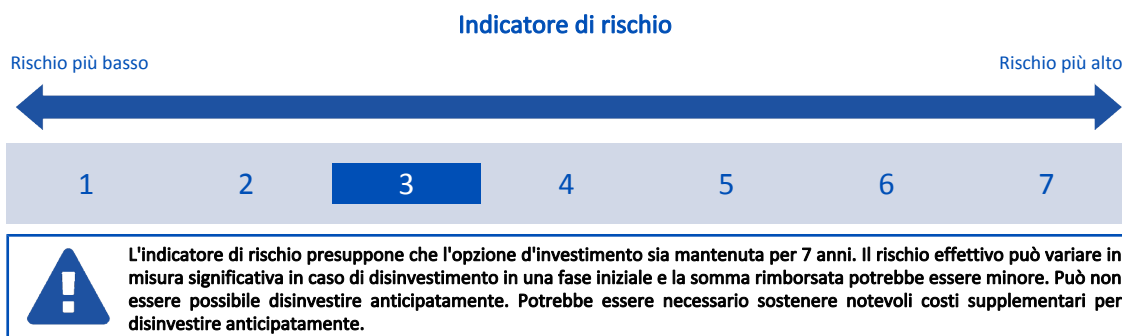 Indicatore di rischio
Rischio più basso
Rischio più alto
1 2 3 4 5 6 7
L'indicatore di rischio presuppone che l'opzione d'investimento sia mantenuta per 7 anni. Il rischio effettivo può variare in
misura significativa in caso di disinvestimento in una fase iniziale e la somma rimborsata potrebbe essere minore. Può non
essere possibile disinvestire anticipatamente. Potrebbe essere necessario sostenere notevoli costi supplementari per
disinvestire anticipatamente.